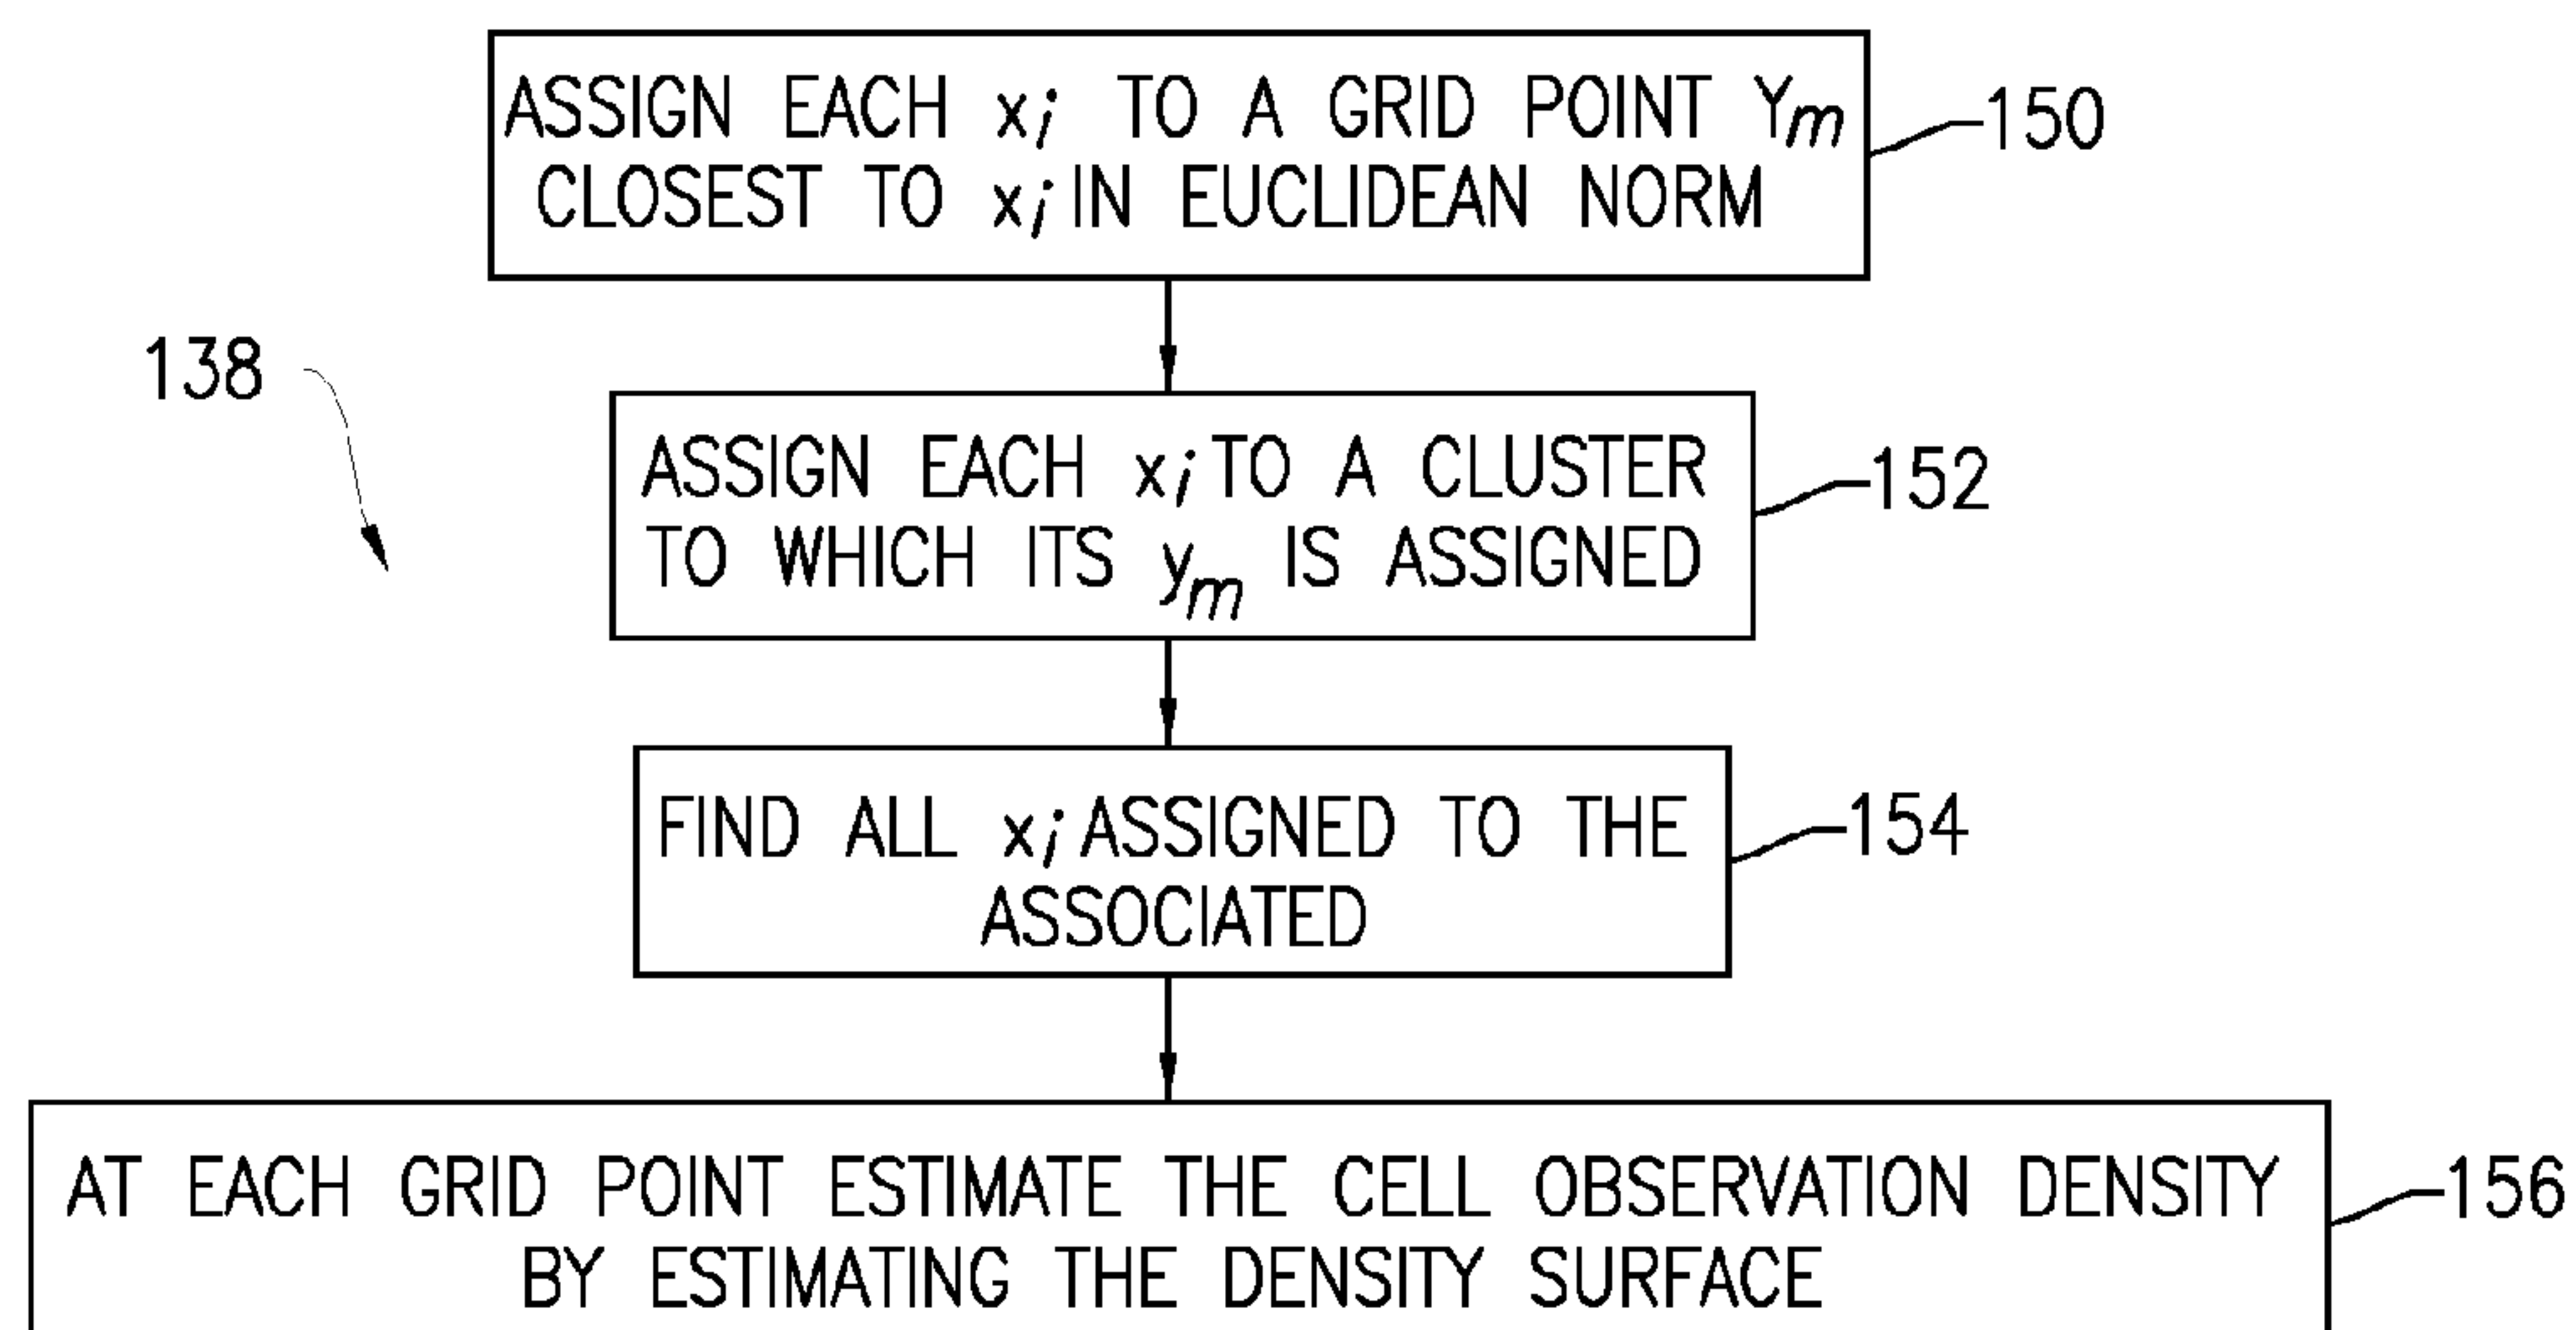 ASSIGN EACH xi TO A GRID POINT Ym
CLOSEST TO xi IN EUCLIDEAN NORM
150
138
ASSIGN EACH xi TO A CLUSTER
TO WHICH ITS ym IS ASSIGNED
152
FIND ALL xi ASSIGNED TO THE
ASSOCIATED
154
AT EACH GRID POINT ESTIMATE THE CELL OBSERVATION DENSITY
BY ESTIMATING THE DENSITY SURFACE
156